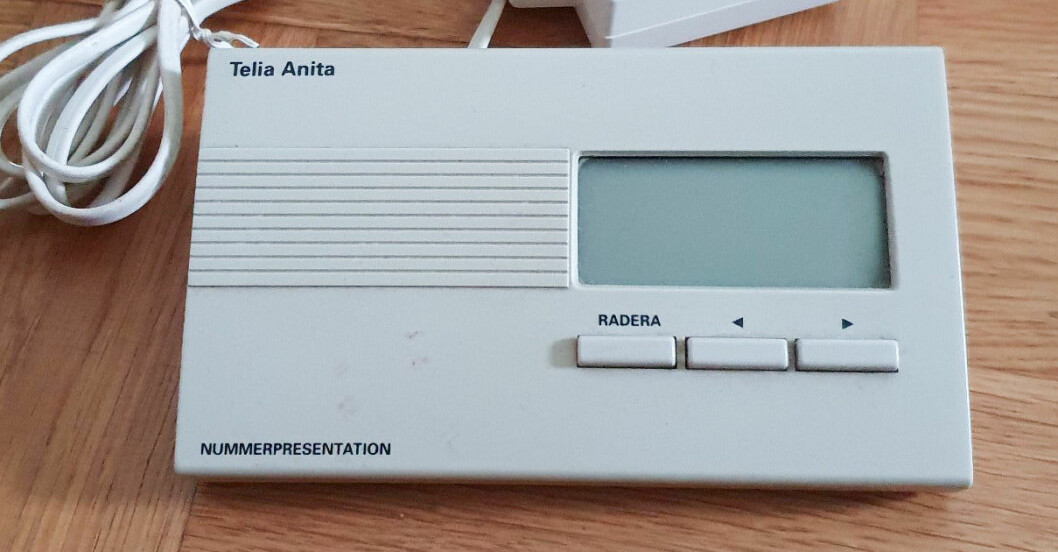 Telia Anita
RADERA ◄ ►
NUMMERPRESENTATION